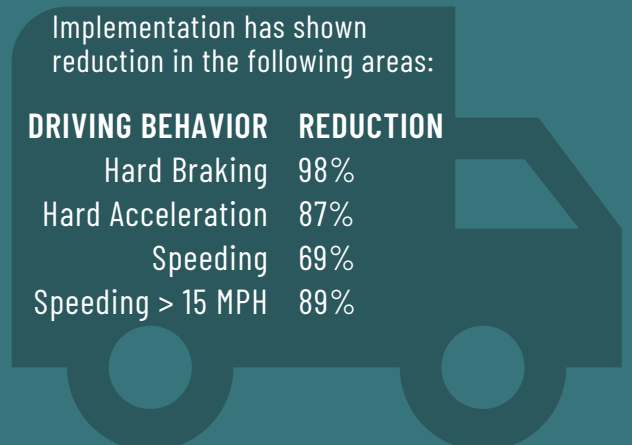 Implementation has shown
reduction in the following areas:
DRIVING BEHAVIOR REDUCTION
Hard Braking 98%
Hard Acceleration 87%
Speeding 69%
Speeding > 15 MPH 89%